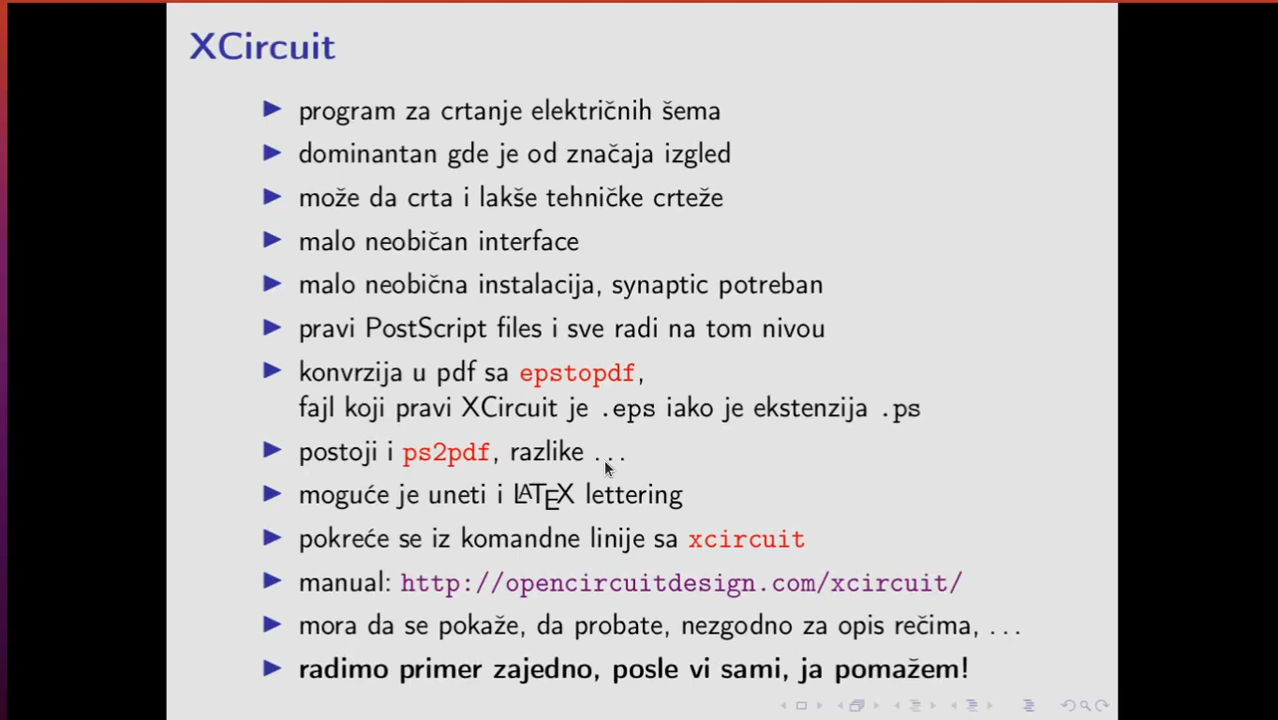 XCircuit
program za crtanje električnih šema
dominantan gde je od značaja izgled
može da crta i lakše tehničke crteže
malo neobičan interface
malo neobična instalacija, synaptic potreban
pravi PostScript files i sve radi na tom nivou
konvrzija u pdf sa epstopdf,
fajl koji pravi XCircuit je .eps iako je ekstenzija .ps
postoji i ps2pdf, razlike ...
moguće je uneti i LATEX lettering
pokreće se iz komandne linije sa xcircuit
manual: http://opencircuitdesign.com/xcircuit/
mora da se pokaže, da probate, nezgodno za opis rečima, ...
radimo primer zajedno, posle vi sami, ja pomažem!